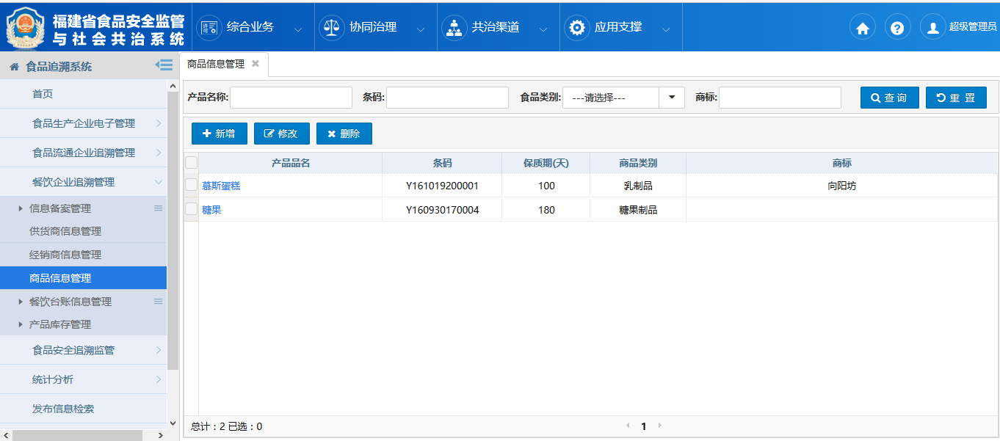 福建省食品安全监管
与社会共治系统
综合业务
协同治理
共治渠道
应用支撑
超级管理员
食品追溯系统
商品信息管理
首页
食品生产企业电子管理
食品流通企业追溯管理
餐饮企业追溯管理
信息备案管理
供货商信息管理
经销商信息管理
商品信息管理
餐饮台账信息管理
产品库存管理
食品安全追溯监管
统计分析
发布信息检索
产品名称: 条码: 食品类别: ---请选择--- 商标: 查 询 重 置
新增 修改 删除
产品品名 条码 保质期(天) 商品类别 商标
慕斯蛋糕 Y161019200001 100 乳制品 向阳坊
糖果 Y160930170004 180 糖果制品
总计：2 已选：0 1